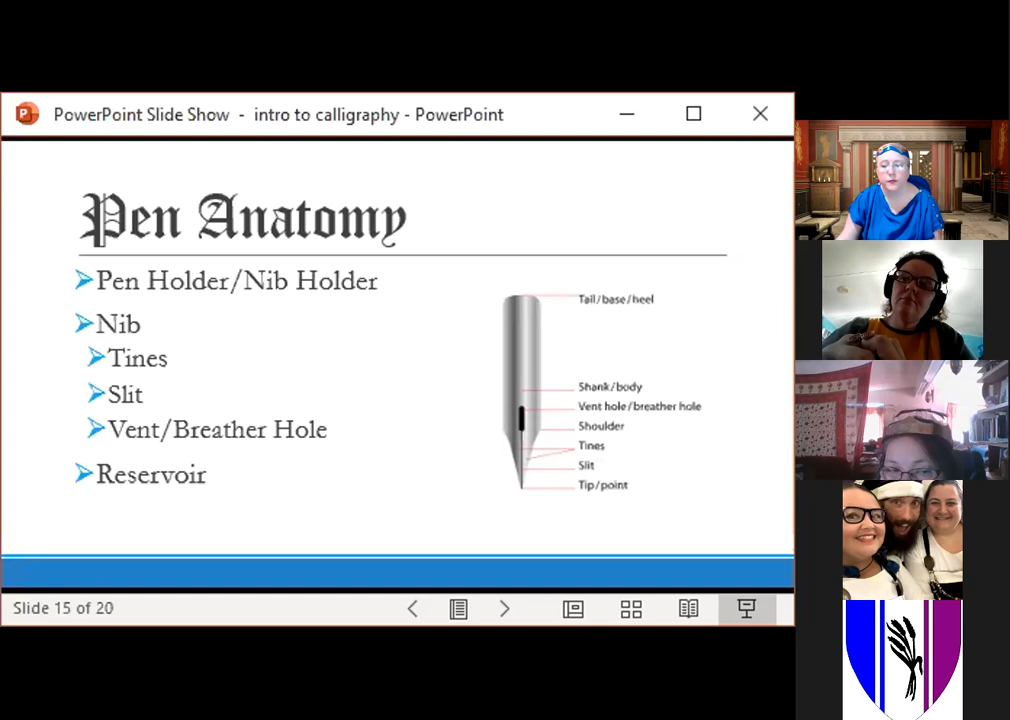 PowerPoint Slide Show - intro to calligraphy - PowerPoint
Pen Anatomy
Pen Holder/Nib Holder
Nib
Tines
Slit
Vent/Breather Hole
Reservoir
Tail/base/heel
Shank/body
Vent hole/breather hole
Shoulder
Tines
Slit
Tip/point
Slide 15 of 20